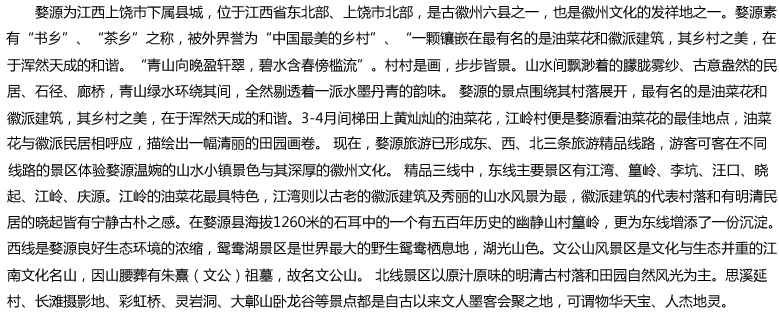 婺源为江西上饶市下属县城，位于江西省东北部、上饶市北部，是古徽州六县之一，也是徽州文化的发祥地之一。婺源素
有“书乡”、“茶乡”之称，被外界誉为“中国最美的乡村”、“一颗镶嵌在最有名的是油菜花和徽派建筑，其乡村之美，在
于浑然天成的和谐。“青山向晚盈轩翠，碧水含春傍槛流”。村村是画，步步皆景。山水间飘渺着的朦胧雾纱、古意盎然的民
居、石径、廊桥，青山绿水环绕其间，全然剔透着一派水墨丹青的韵味。 婺源的景点围绕其村落展开，最有名的是油菜花和
徽派建筑，其乡村之美，在于浑然天成的和谐。3-4月间梯田上黄灿灿的油菜花，江岭村便是婺源看油菜花的最佳地点，油菜
花与徽派民居相呼应，描绘出一幅清丽的田园画卷。 现在，婺源旅游已形成东、西、北三条旅游精品线路，游客可客在不同
线路的景区体验婺源温婉的山水小镇景色与其深厚的徽州文化。 精品三线中，东线主要景区有江湾、篁岭、李坑、汪口、晓
起、江岭、庆源。江岭的油菜花最具特色，江湾则以古老的徽派建筑及秀丽的山水风景为最，徽派建筑的代表村落和有明清民
居的晓起皆有宁静古朴之感。在婺源县海拔1260米的石耳中的一个有五百年历史的幽静山村篁岭，更为东线增添了一份沉淀。
西线是婺源良好生态环境的浓缩，鸳鸯湖景区是世界最大的野生鸳鸯栖息地，湖光山色。文公山风景区是文化与生态并重的江
南文化名山，因山腰葬有朱熹（文公）祖墓，故名文公山。 北线景区以原汁原味的明清古村落和田园自然风光为主。思溪延
村、长滩摄影地、彩虹桥、灵岩洞、大鄣山卧龙谷等景点都是自古以来文人墨客会聚之地，可谓物华天宝、人杰地灵。